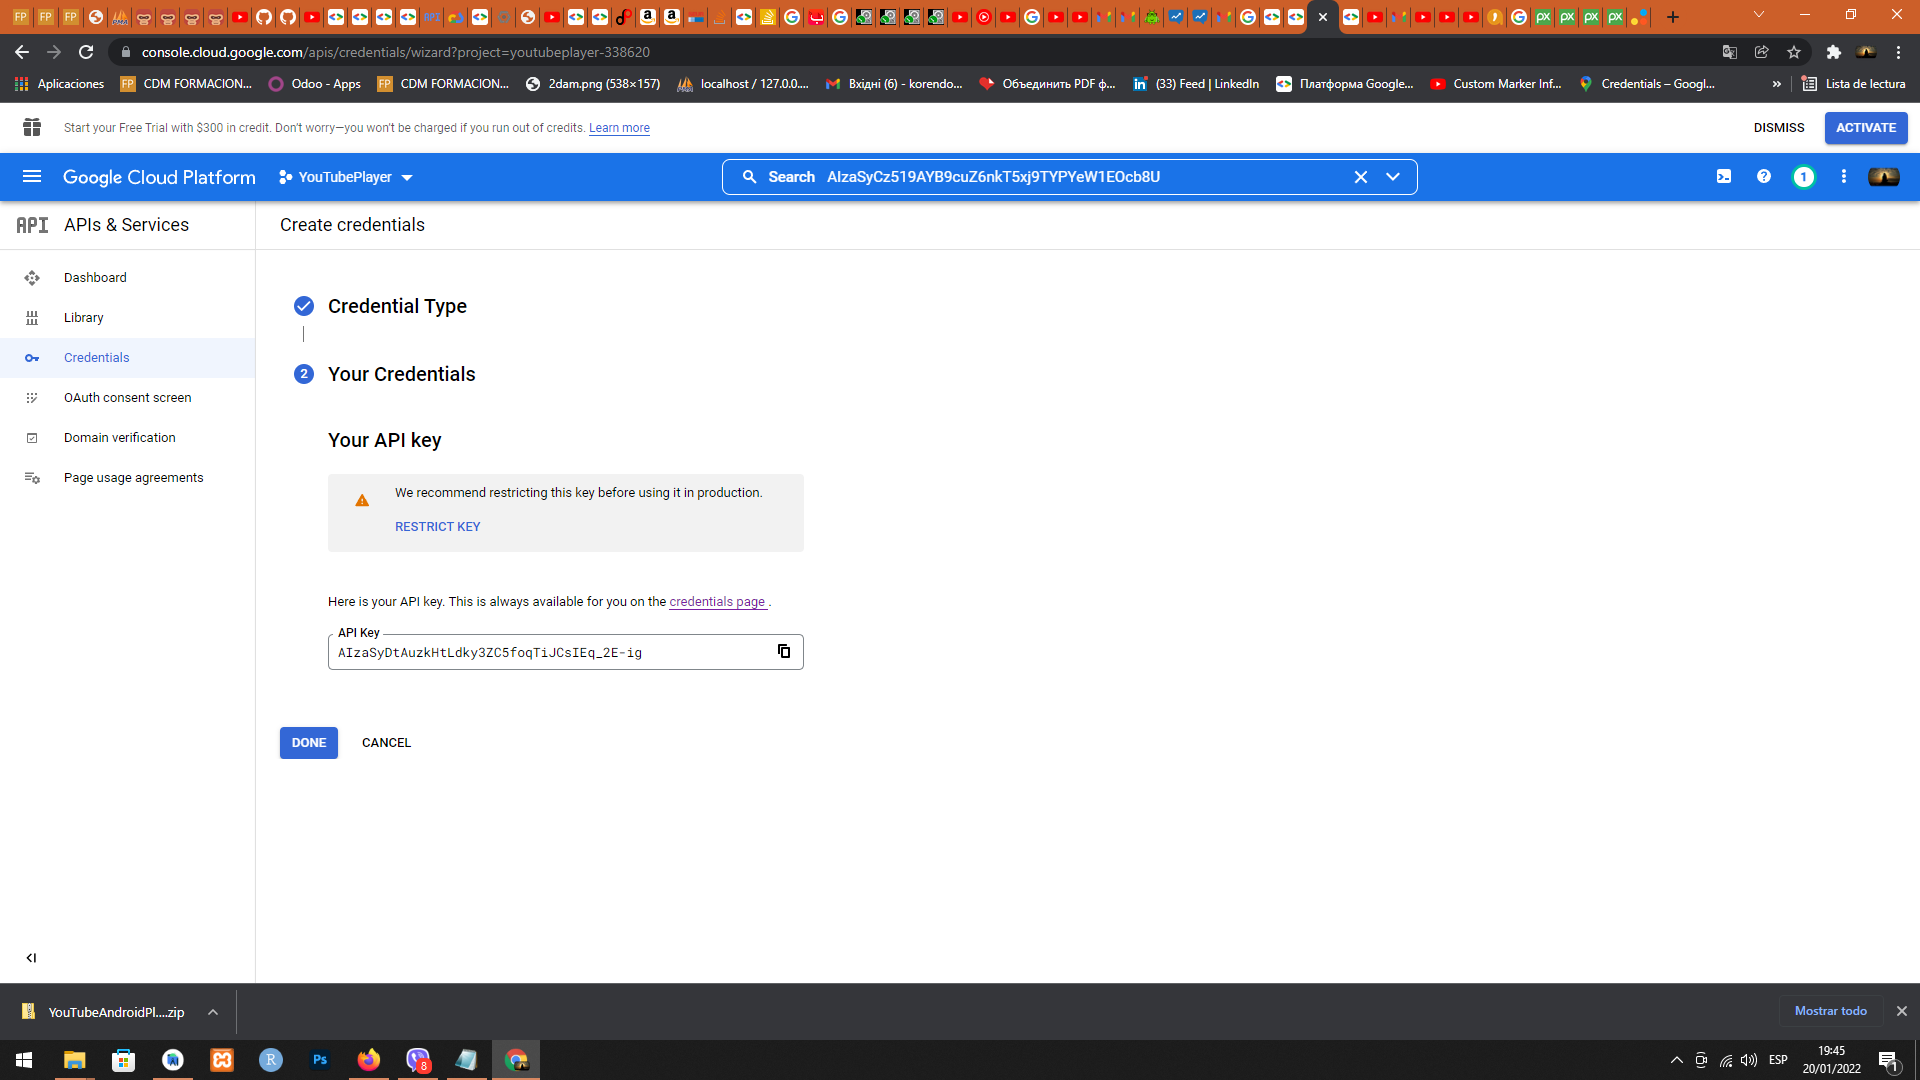 console.cloud.google.com/apis/credentials/wizard?project=youtubeplayer-338620
Aplicaciones
CDM FORMACION...
Odoo - Apps
CDM FORMACION...
2dam.png (538×157)
localhost / 127.0.0....
Вхідні (6) - korendo...
Объединить PDF ф...
(33) Feed | LinkedIn
Платформа Google...
Custom Marker Inf...
Credentials – Googl...
»
Lista de lectura
Start your Free Trial with $300 in credit. Don't worry—you won't be charged if you run out of credits. Learn more
DISMISS
ACTIVATE
Google Cloud Platform
YouTubePlayer
Search AIzaSyCz519AYB9cuZ6nkT5xj9TYPYeW1EOcb8U
1
API APIs & Services
Create credentials
Dashboard
Library
Credentials
OAuth consent screen
Domain verification
Page usage agreements
Credential Type
2 Your Credentials
Your API key
We recommend restricting this key before using it in production.
RESTRICT KEY
Here is your API key. This is always available for you on the credentials page .
API Key
AIzaSyDtAuzkHtLdky3ZC5foqTiJCsIEq_2E-ig
DONE
CANCEL
YouTubeAndroidPl....zip
Mostrar todo
ESP
19:45
20/01/2022